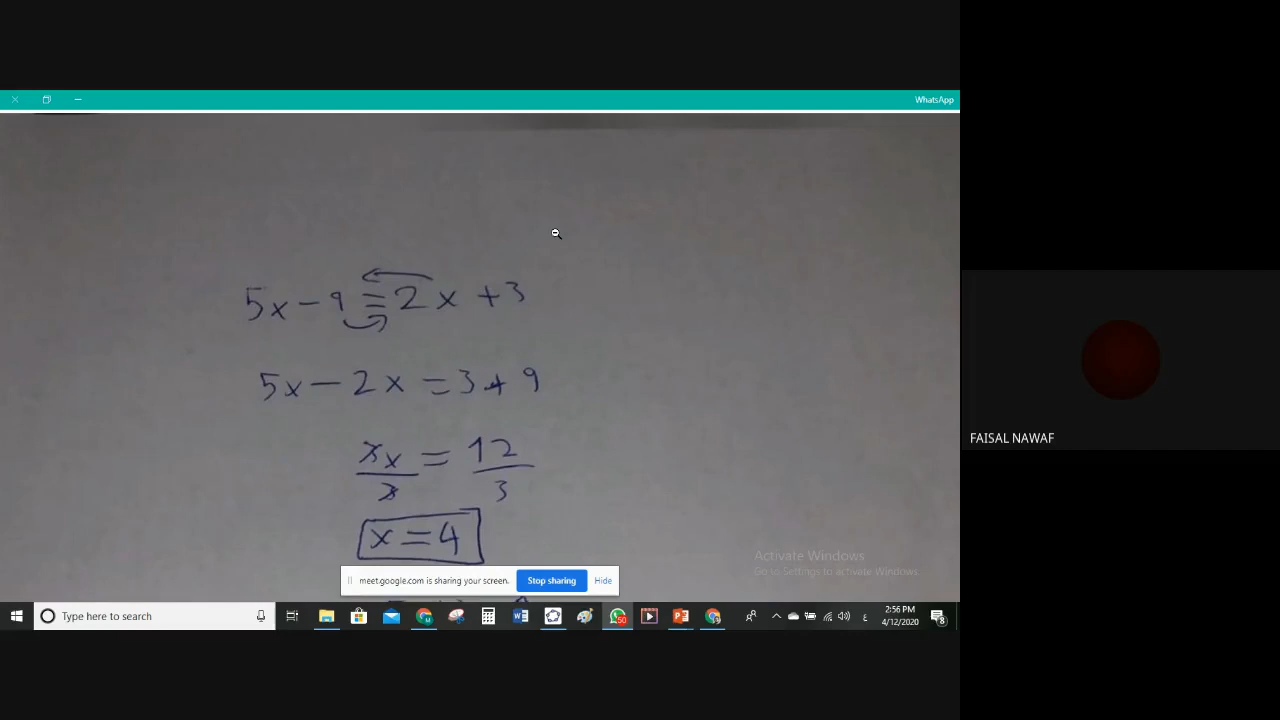 WhatsApp
5x - 9 = 2x + 3
5x - 2x = 3 + 9
3x = 12
3 3
x = 4
FAISAL NAWAF
Activate Windows
Go to Settings to activate Windows.
meet.google.com is sharing your screen.
Stop sharing
Hide
Type here to search
50
ع
2:56 PM
4/12/2020
8